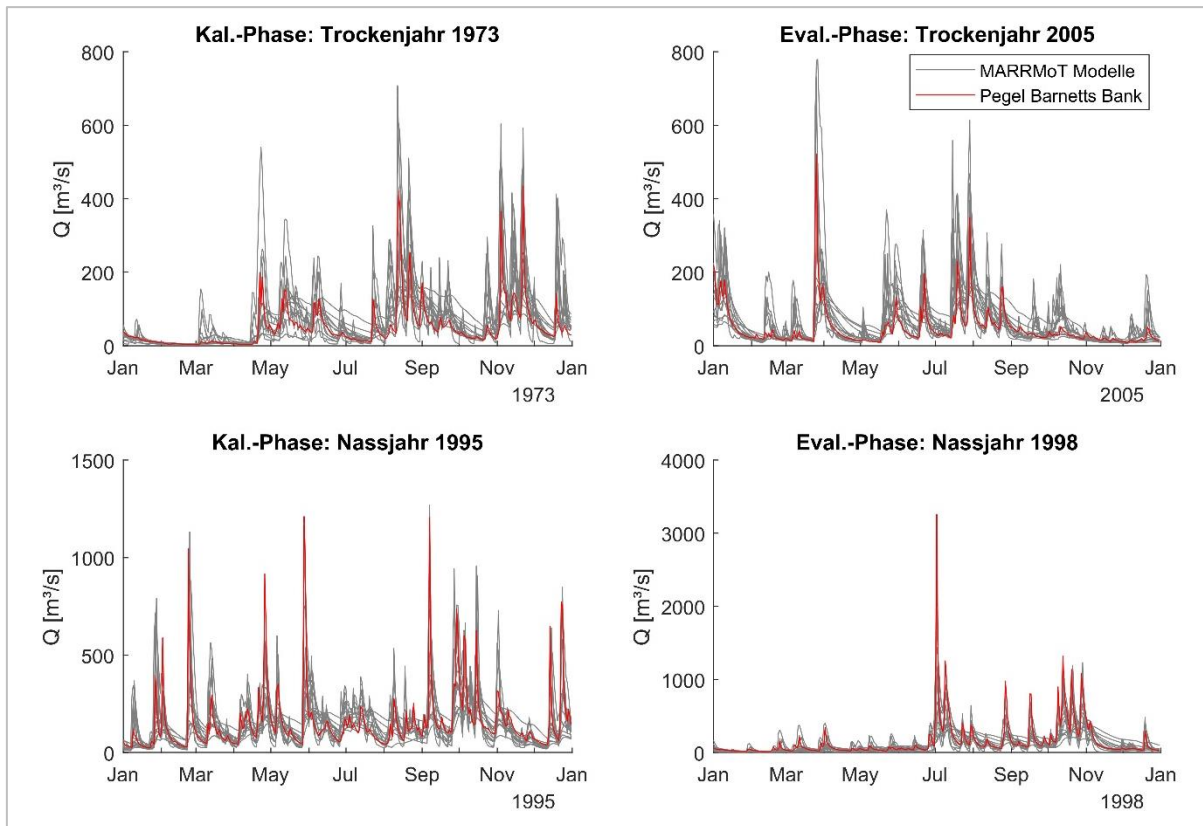 Kal.-Phase: Trockenjahr 1973
800
600
400
200
0
Q [m³/s]
Jan Mar May Jul Sep Nov Jan
1973
Eval.-Phase: Trockenjahr 2005
MARRMoT Modelle
Pegel Barnetts Bank
800
600
400
200
0
Q [m³/s]
Jan Mar May Jul Sep Nov Jan
2005
Kal.-Phase: Nassjahr 1995
1500
1000
500
0
Q [m³/s]
Jan Mar May Jul Sep Nov Jan
1995
Eval.-Phase: Nassjahr 1998
4000
3000
2000
1000
0
Q [m³/s]
Jan Mar May Jul Sep Nov Jan
1998